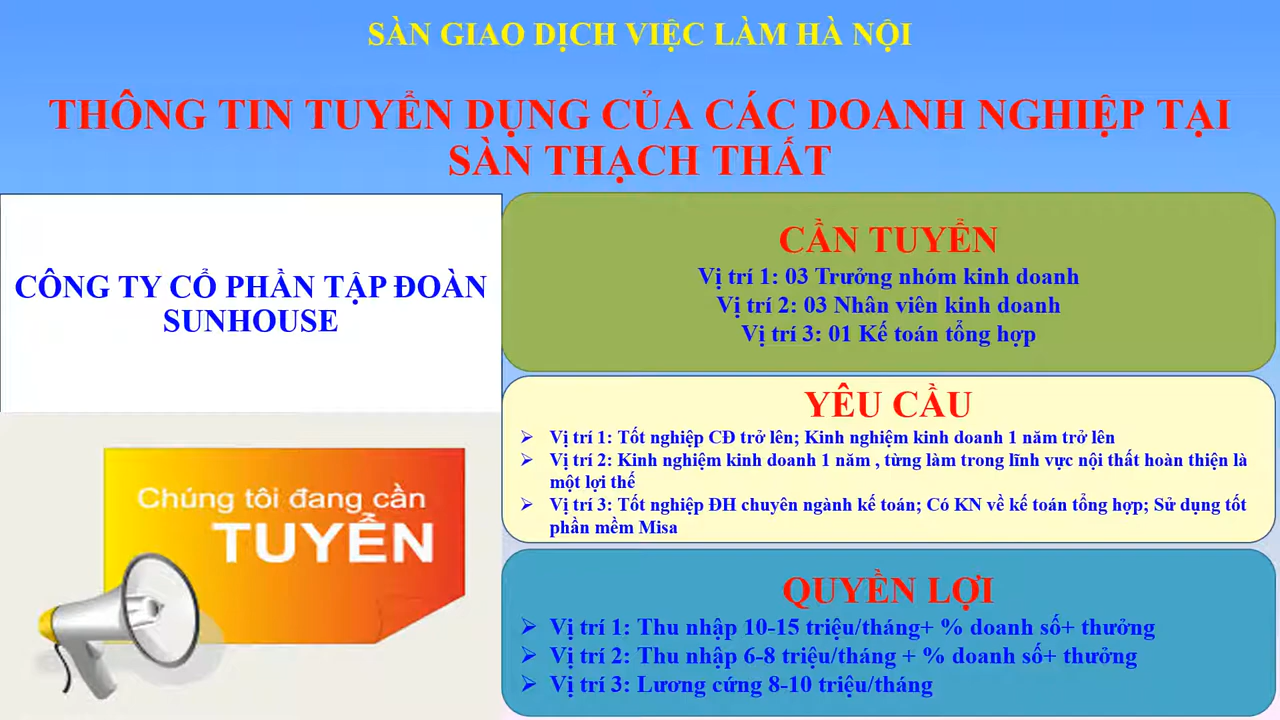 SÀN GIAO DỊCH VIỆC LÀM HÀ NỘI
THÔNG TIN TUYỂN DỤNG CỦA CÁC DOANH NGHIỆP TẠI
SÀN THẠCH THẤT
CÔNG TY CỔ PHẦN TẬP ĐOÀN
SUNHOUSE
Chúng tôi đang cần
TUYỂN
CẦN TUYỂN
Vị trí 1: 03 Trưởng nhóm kinh doanh
Vị trí 2: 03 Nhân viên kinh doanh
Vị trí 3: 01 Kế toán tổng hợp
YÊU CẦU
➢ Vị trí 1: Tốt nghiệp CĐ trở lên; Kinh nghiệm kinh doanh 1 năm trở lên
➢ Vị trí 2: Kinh nghiệm kinh doanh 1 năm , từng làm trong lĩnh vực nội thất hoàn thiện là
một lợi thế
➢ Vị trí 3: Tốt nghiệp ĐH chuyên ngành kế toán; Có KN về kế toán tổng hợp; Sử dụng tốt
phần mềm Misa
QUYỀN LỢI
➢ Vị trí 1: Thu nhập 10-15 triệu/tháng+ % doanh số+ thưởng
➢ Vị trí 2: Thu nhập 6-8 triệu/tháng + % doanh số+ thưởng
➢ Vị trí 3: Lương cứng 8-10 triệu/tháng